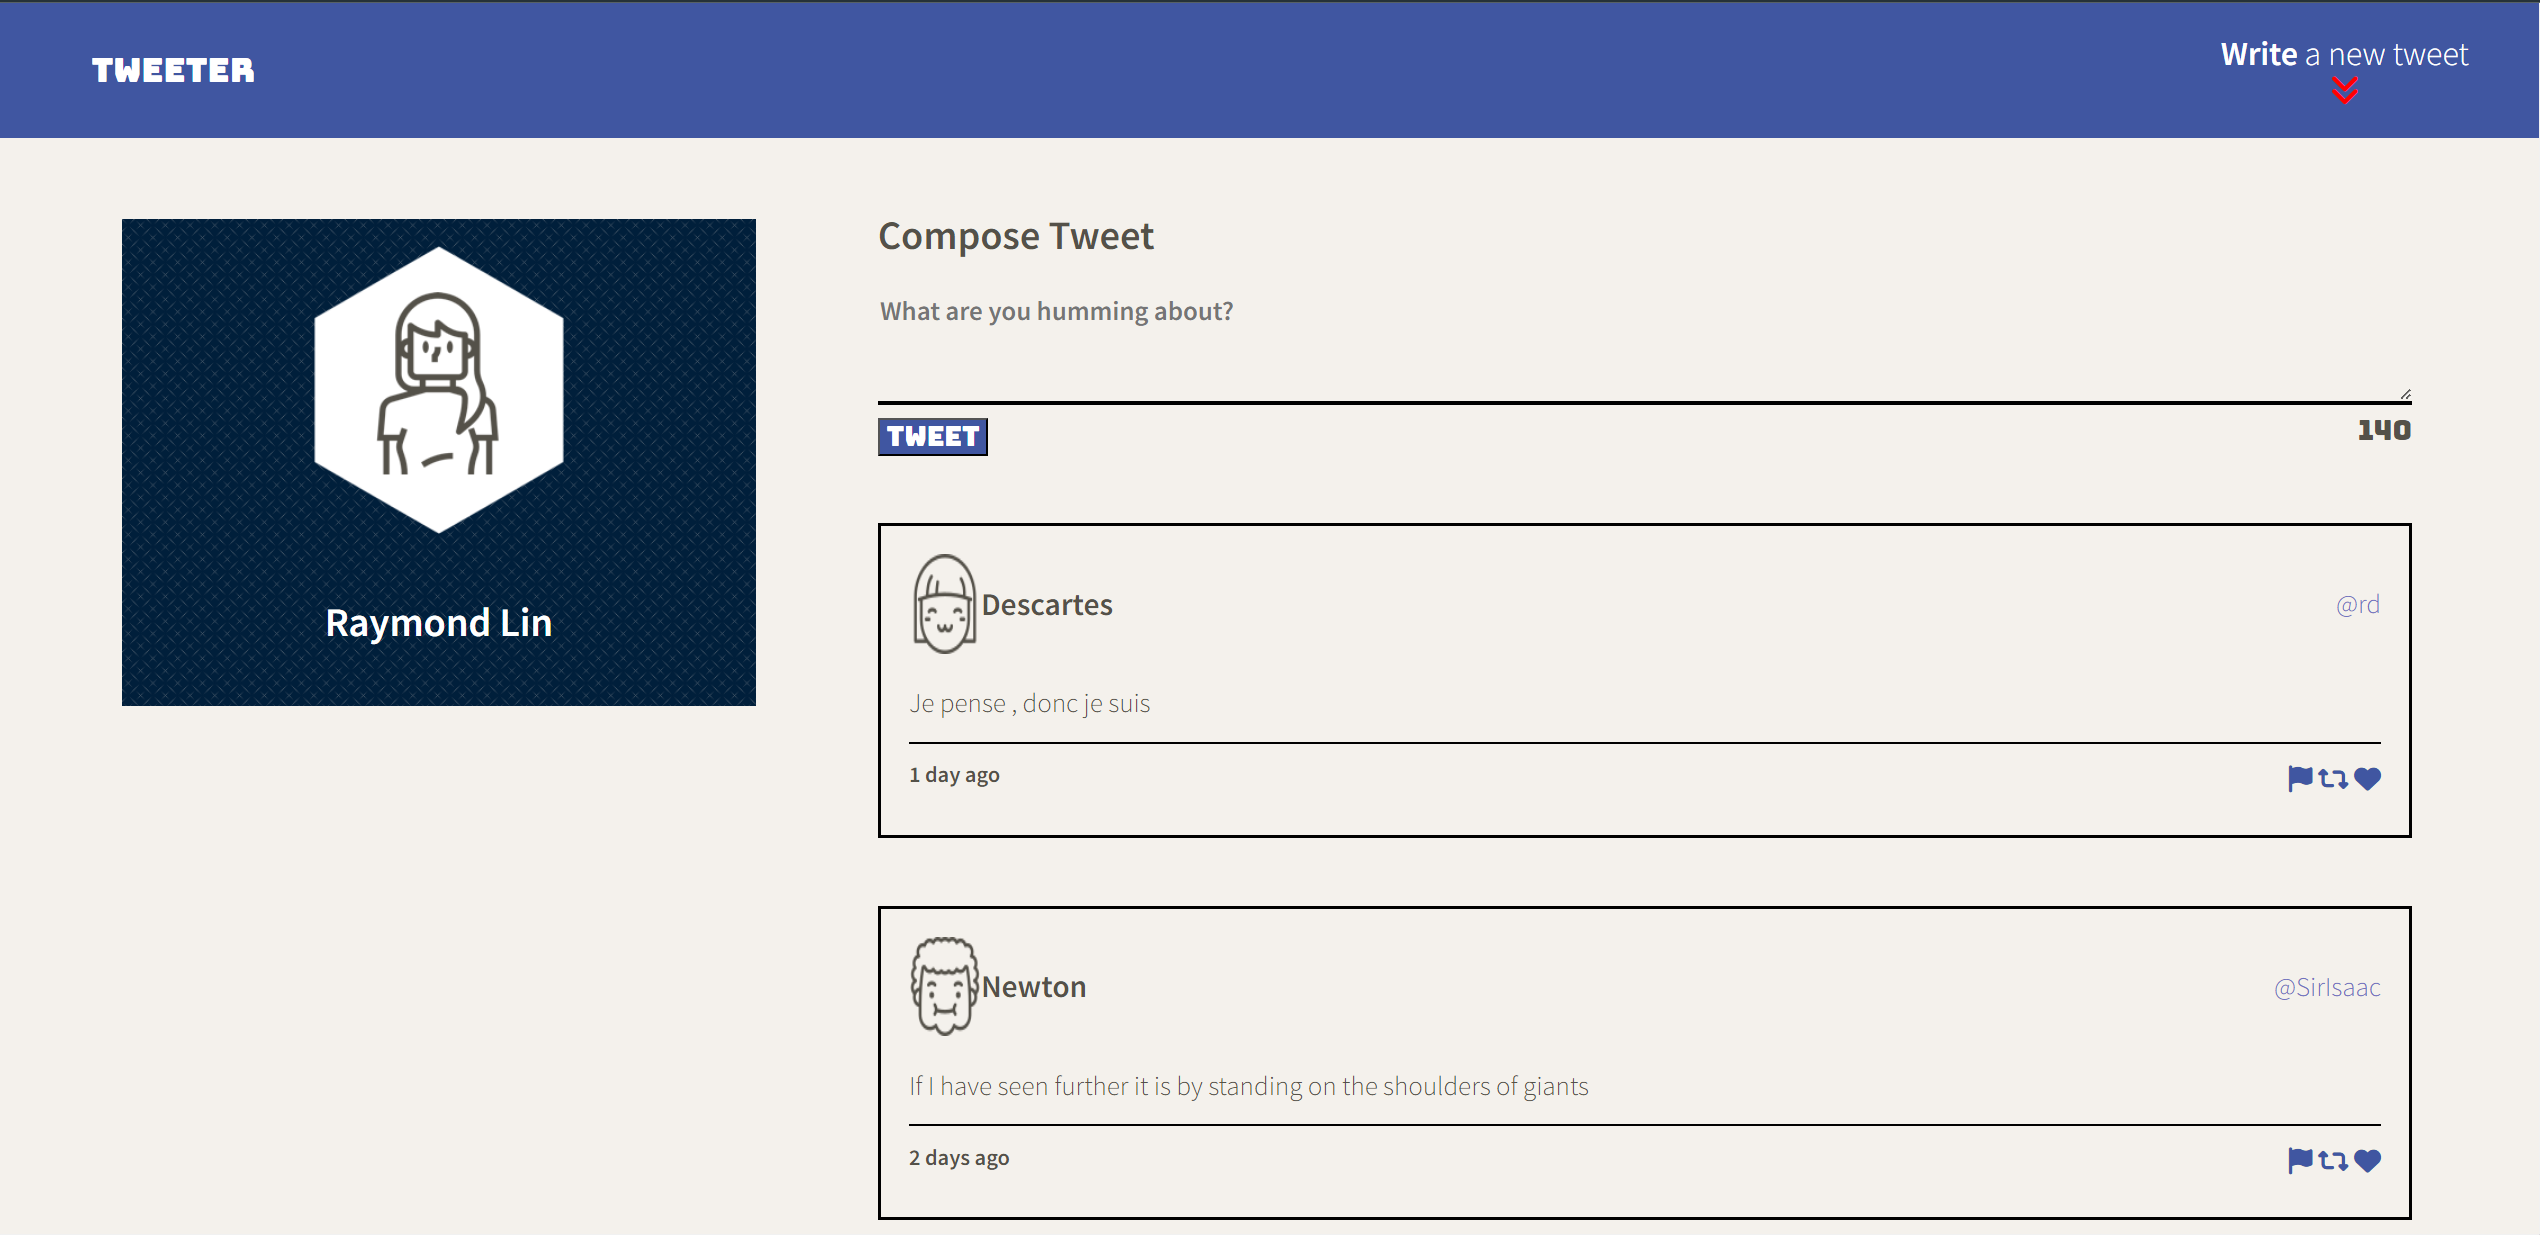 TWEETER
Write a new tweet
Raymond Lin
Compose Tweet
What are you humming about?
TWEET
140
Descartes
@rd
Je pense , donc je suis
1 day ago
Newton
@SirIsaac
If I have seen further it is by standing on the shoulders of giants
2 days ago